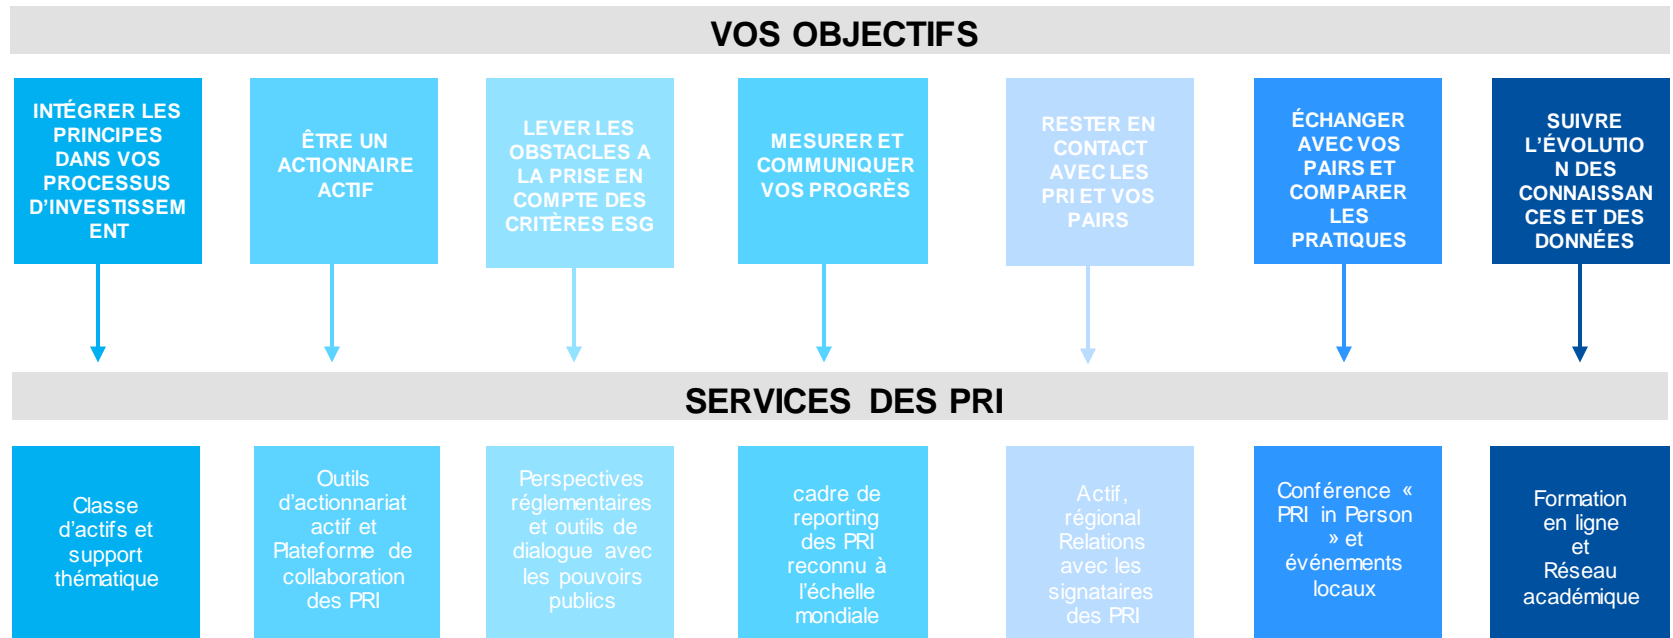 VOS OBJECTIFS
INTÉGRER LES
PRINCIPES
DANS VOS
PROCESSUS
D'INVESTISSEM
ENT
ÊTRE UN
ACTIONNAIRE
ACTIF
LEVER LES
OBSTACLES A
LA PRISE EN
COMPTE DES
CRITÈRES ESG
MESURER ET
COMMUNIQUER
VOS PROGRÈS
RESTER EN
CONTACT
AVEC LES
PRI ET VOS
PAIRS
ÉCHANGER
AVEC VOS
PAIRS ET
COMPARER
LES
PRATIQUES
SUIVRE
L'ÉVOLUTIO
N DES
CONNAISSAN
CES ET DES
DONNÉES
SERVICES DES PRI
Classe
d'actifs et
support
thématique
Outils
d'actionnariat
actif et
Plateforme de
collaboration
des PRI
Perspectives
réglementaires
et outils de
dialogue avec
les pouvoirs
publics
cadre de
reporting
des PRI
reconnu à
l'échelle
mondiale
Actif,
régional
Relations
avec les
signataires
des PRI
Conférence «
PRI in Person
» et
événements
locaux
Formation
en ligne
et
Réseau
académique